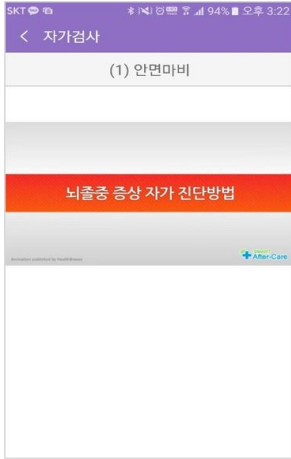 SKT 94% 오후 3:22
< 자가검사
(1) 안면마비
뇌졸중 증상 자가 진단방법
After-Care